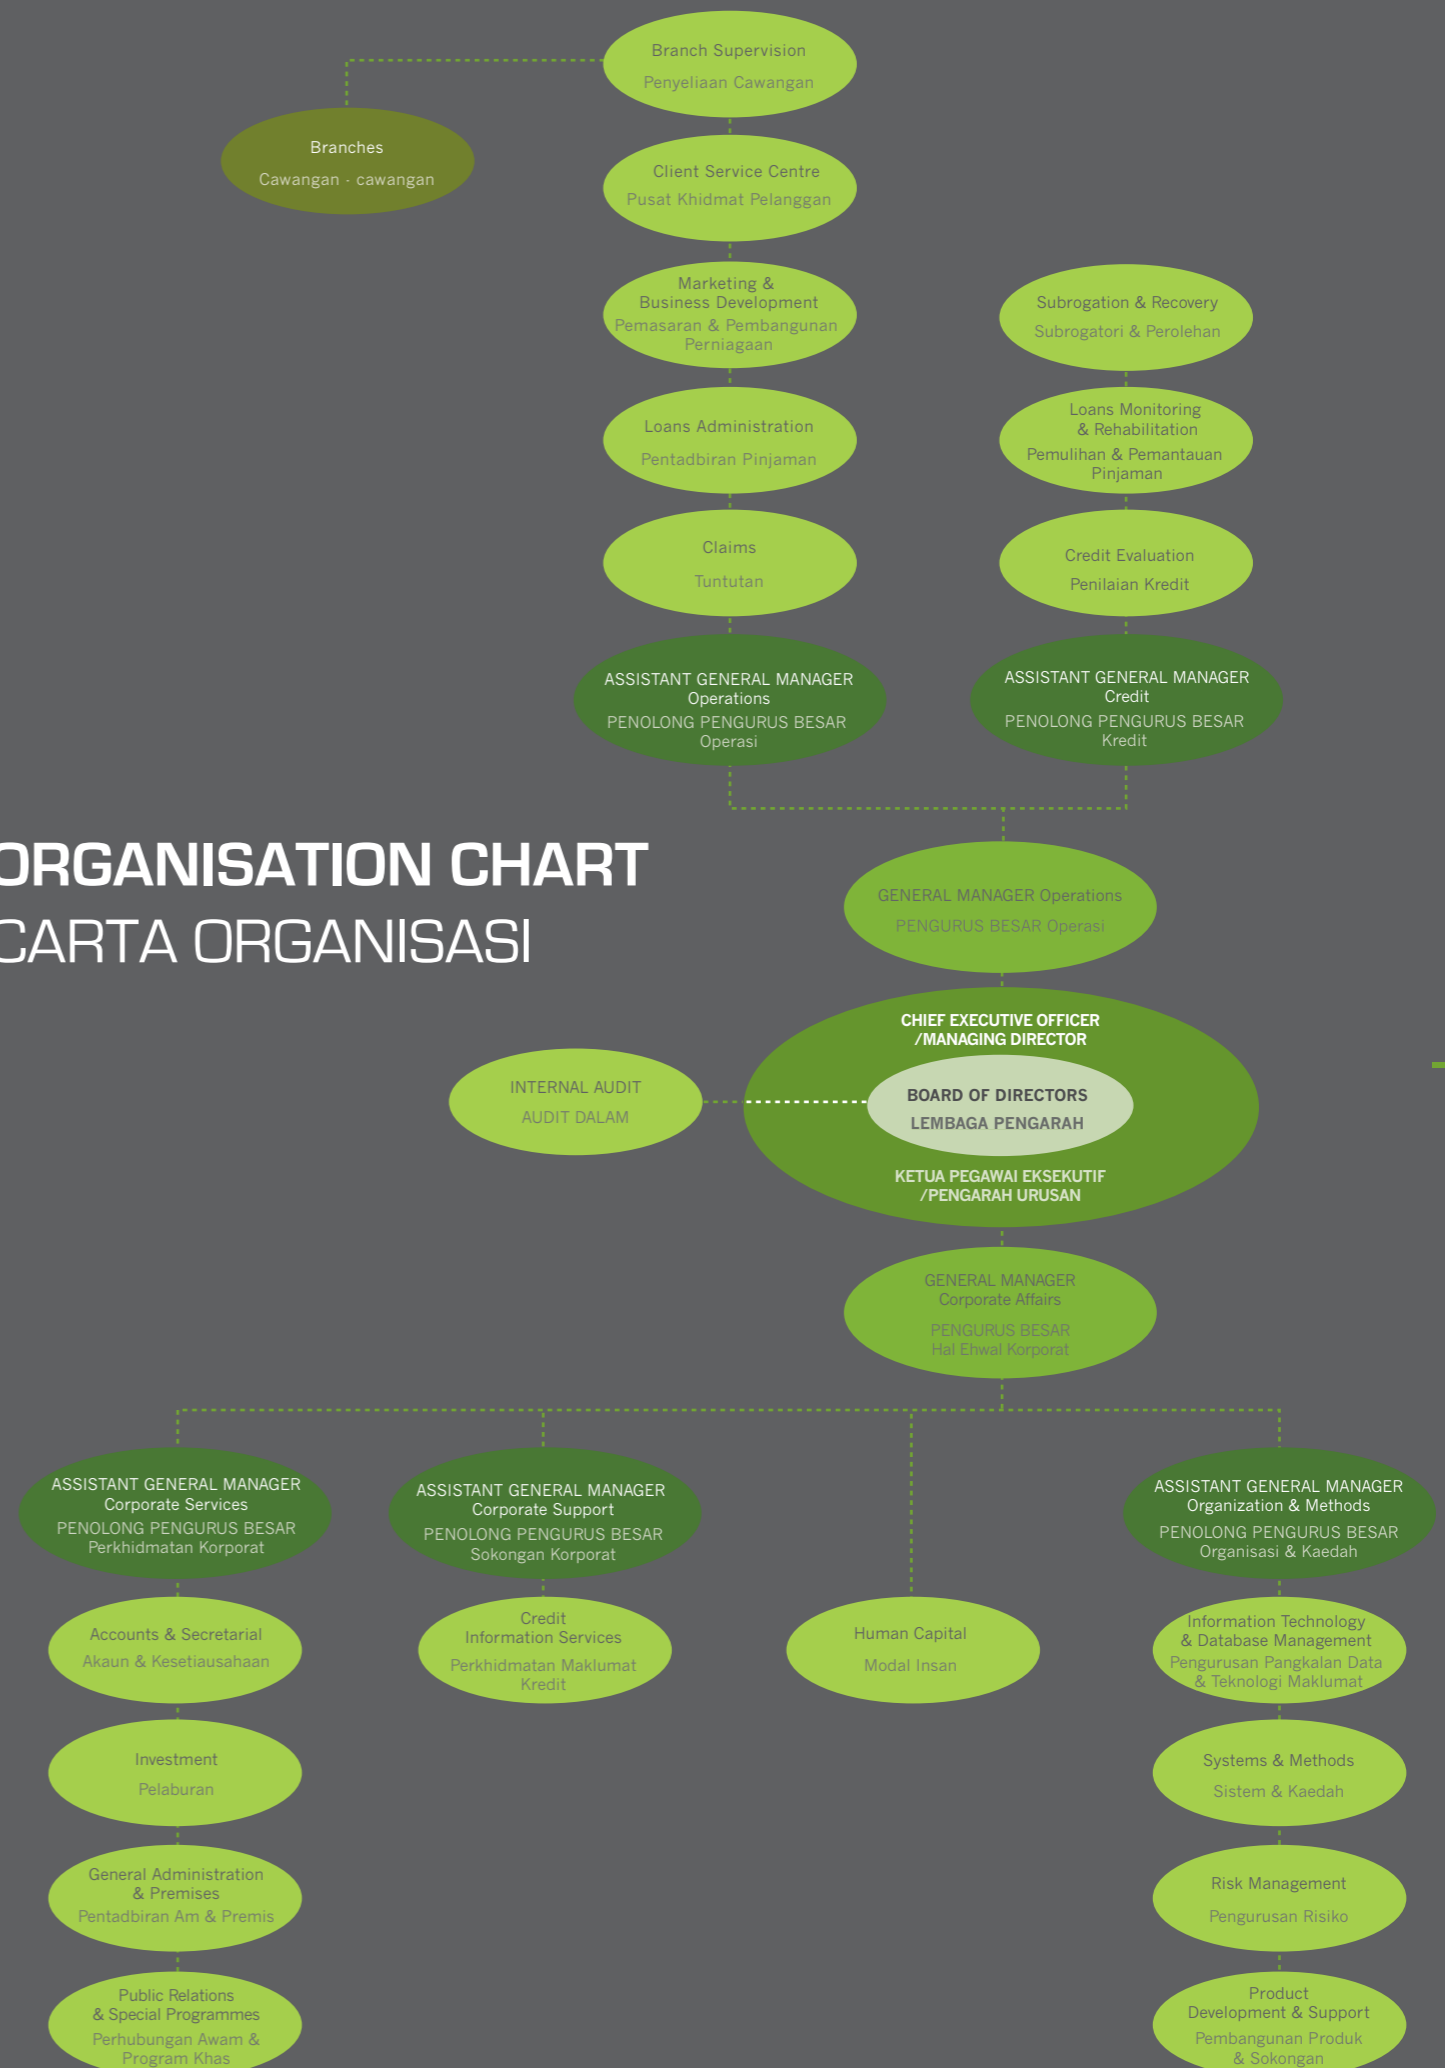 Branch Supervision
Penyeliaan Cawangan
Branches
Cawangan - cawangan
Client Service Centre
Pusat Khidmat Pelanggan
Marketing &
Business Development
Pemasaran & Pembangunan
Perniagaan
Subrogation & Recovery
Subrogatori & Perolehan
Loans Administration
Pentadbiran Pinjaman
Loans Monitoring
& Rehabilitation
Pemulihan & Pemantauan
Pinjaman
Claims
Tuntutan
Credit Evaluation
Penilaian Kredit
ASSISTANT GENERAL MANAGER
Operations
PENOLONG PENGURUS BESAR
Operasi
ASSISTANT GENERAL MANAGER
Credit
PENOLONG PENGURUS BESAR
Kredit
ORGANISATION CHART
CARTA ORGANISASI
GENERAL MANAGER Operations
PENGURUS BESAR Operasi
CHIEF EXECUTIVE OFFICER
/MANAGING DIRECTOR
INTERNAL AUDIT
AUDIT DALAM
BOARD OF DIRECTORS
LEMBAGA PENGARAH
KETUA PEGAWAI EKSEKUTIF
/PENGARAH URUSAN
GENERAL MANAGER
Corporate Affairs
PENGURUS BESAR
Hal Ehwal Korporat
ASSISTANT GENERAL MANAGER
Corporate Services
PENOLONG PENGURUS BESAR
Perkhidmatan Korporat
ASSISTANT GENERAL MANAGER
Corporate Support
PENOLONG PENGURUS BESAR
Sokongan Korporat
ASSISTANT GENERAL MANAGER
Organization & Methods
PENOLONG PENGURUS BESAR
Organisasi & Kaedah
Accounts & Secretarial
Akaun & Kesetiausahaan
Credit
Information Services
Perkhidmatan Maklumat
Kredit
Human Capital
Modal Insan
Information Technology
& Database Management
Pengurusan Pangkalan Data
& Teknologi Maklumat
Investment
Pelaburan
Systems & Methods
Sistem & Kaedah
General Administration
& Premises
Pentadbiran Am & Premis
Risk Management
Pengurusan Risiko
Public Relations
& Special Programmes
Perhubungan Awam &
Program Khas
Product
Development & Support
Pembangunan Produk
& Sokongan